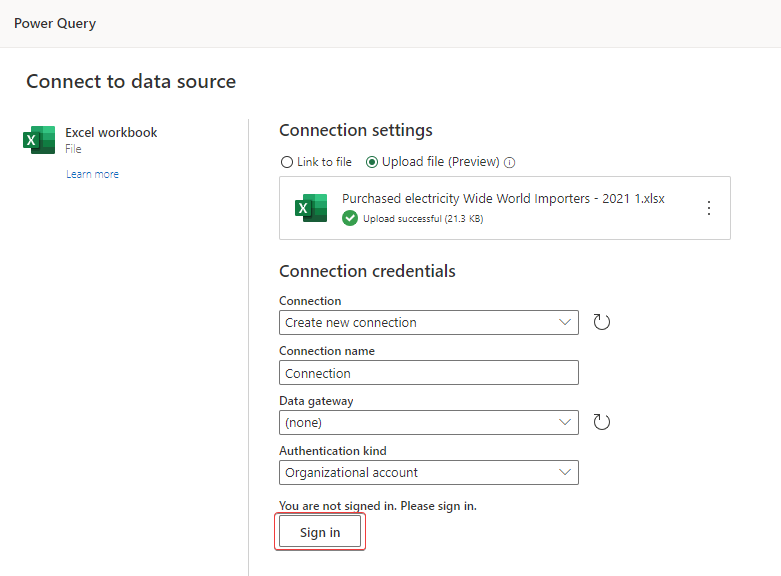 Power Query
Connect to data source
X
Excel workbook
File
Learn more
Connection settings
Link to file
Upload file (Preview)
X
Purchased electricity Wide World Importers - 2021 1.xlsx
Upload successful (21.3 KB)
Connection credentials
Connection
Create new connection
Connection name
Connection
Data gateway
(none)
Authentication kind
Organizational account
You are not signed in. Please sign in.
Sign in